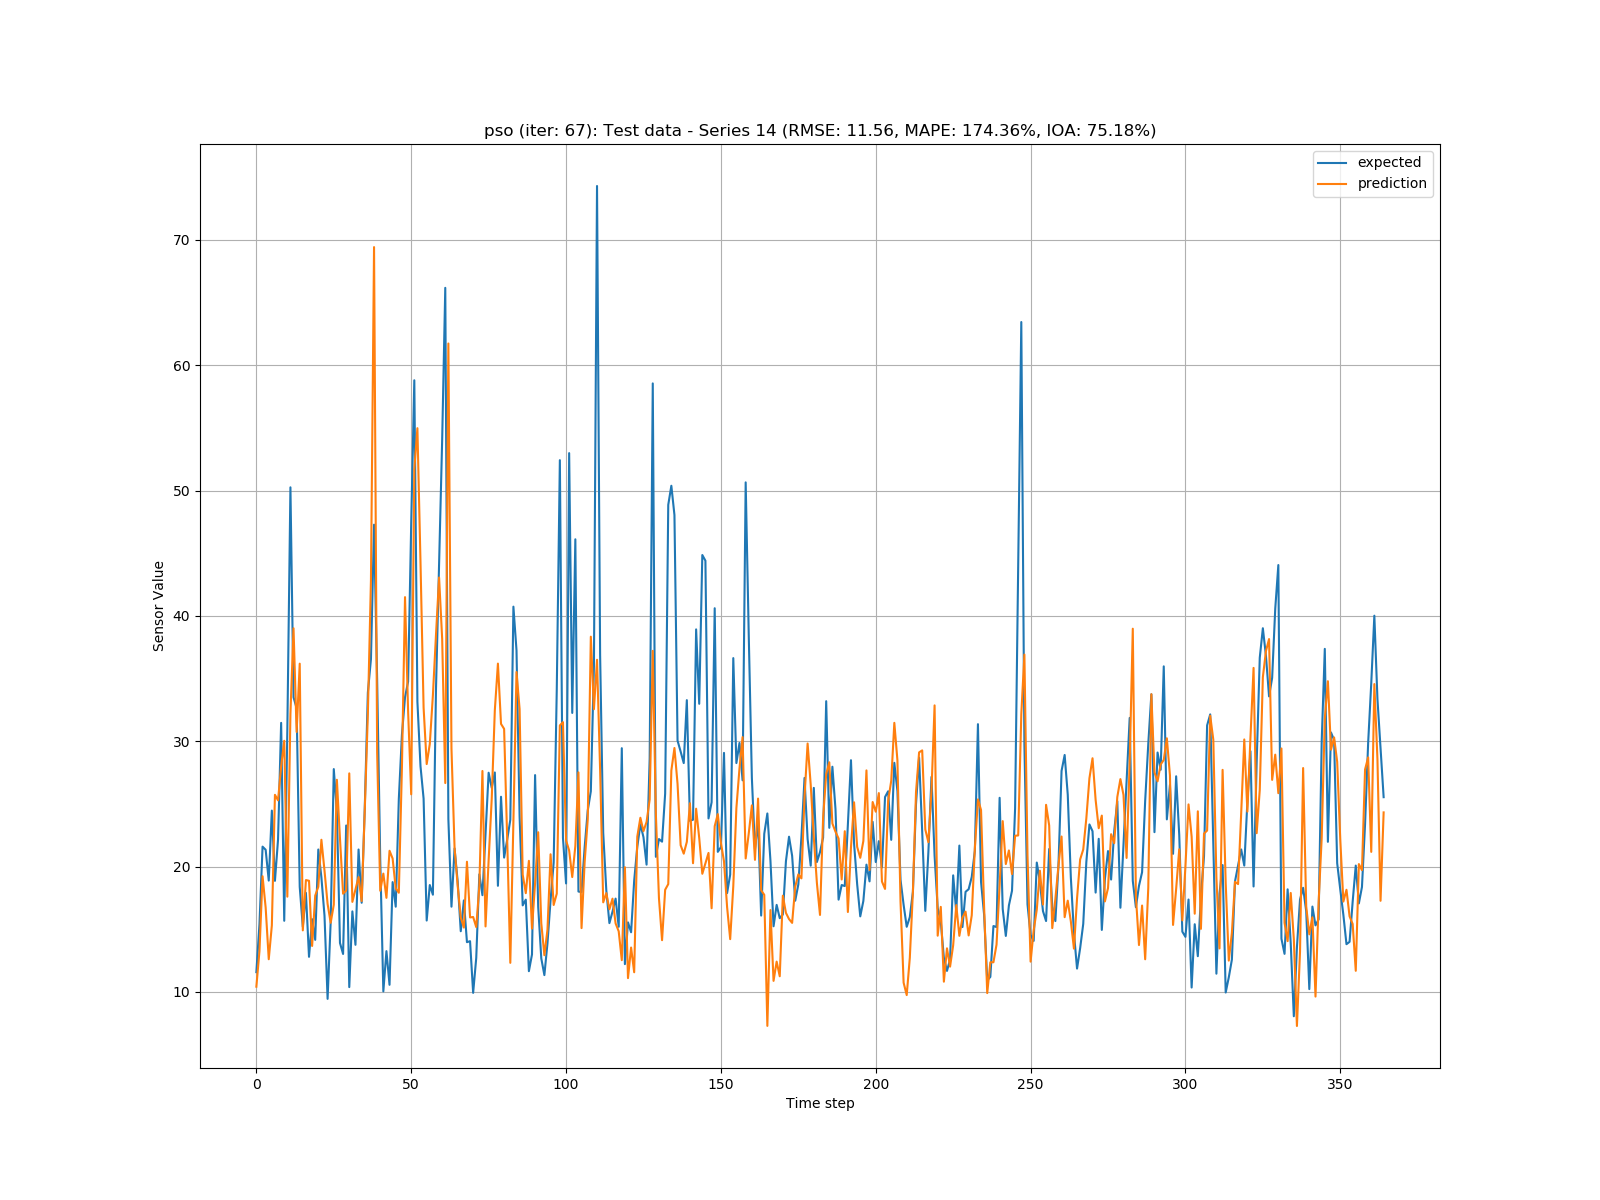 pso (iter: 67): Test data - Series 14 (RMSE: 11.56, MAPE: 174.36%, IOA: 75.18%)
expected
prediction
70
60
50
40
30
20
10
Sensor Value
0 50 100 150 200 250 300 350
Time step